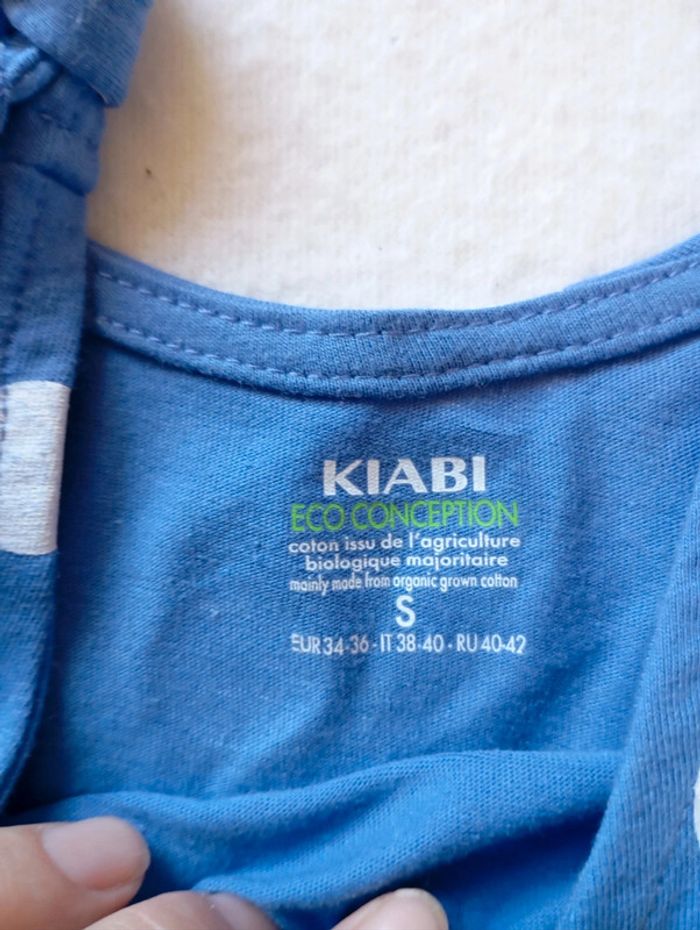 KIABI
ECO CONCEPTION
coton issu de l'agriculture
biologique majoritaire
mainly made from organic grown cotton
S
EUR 34-36 - IT 38-40 - RU 40-42